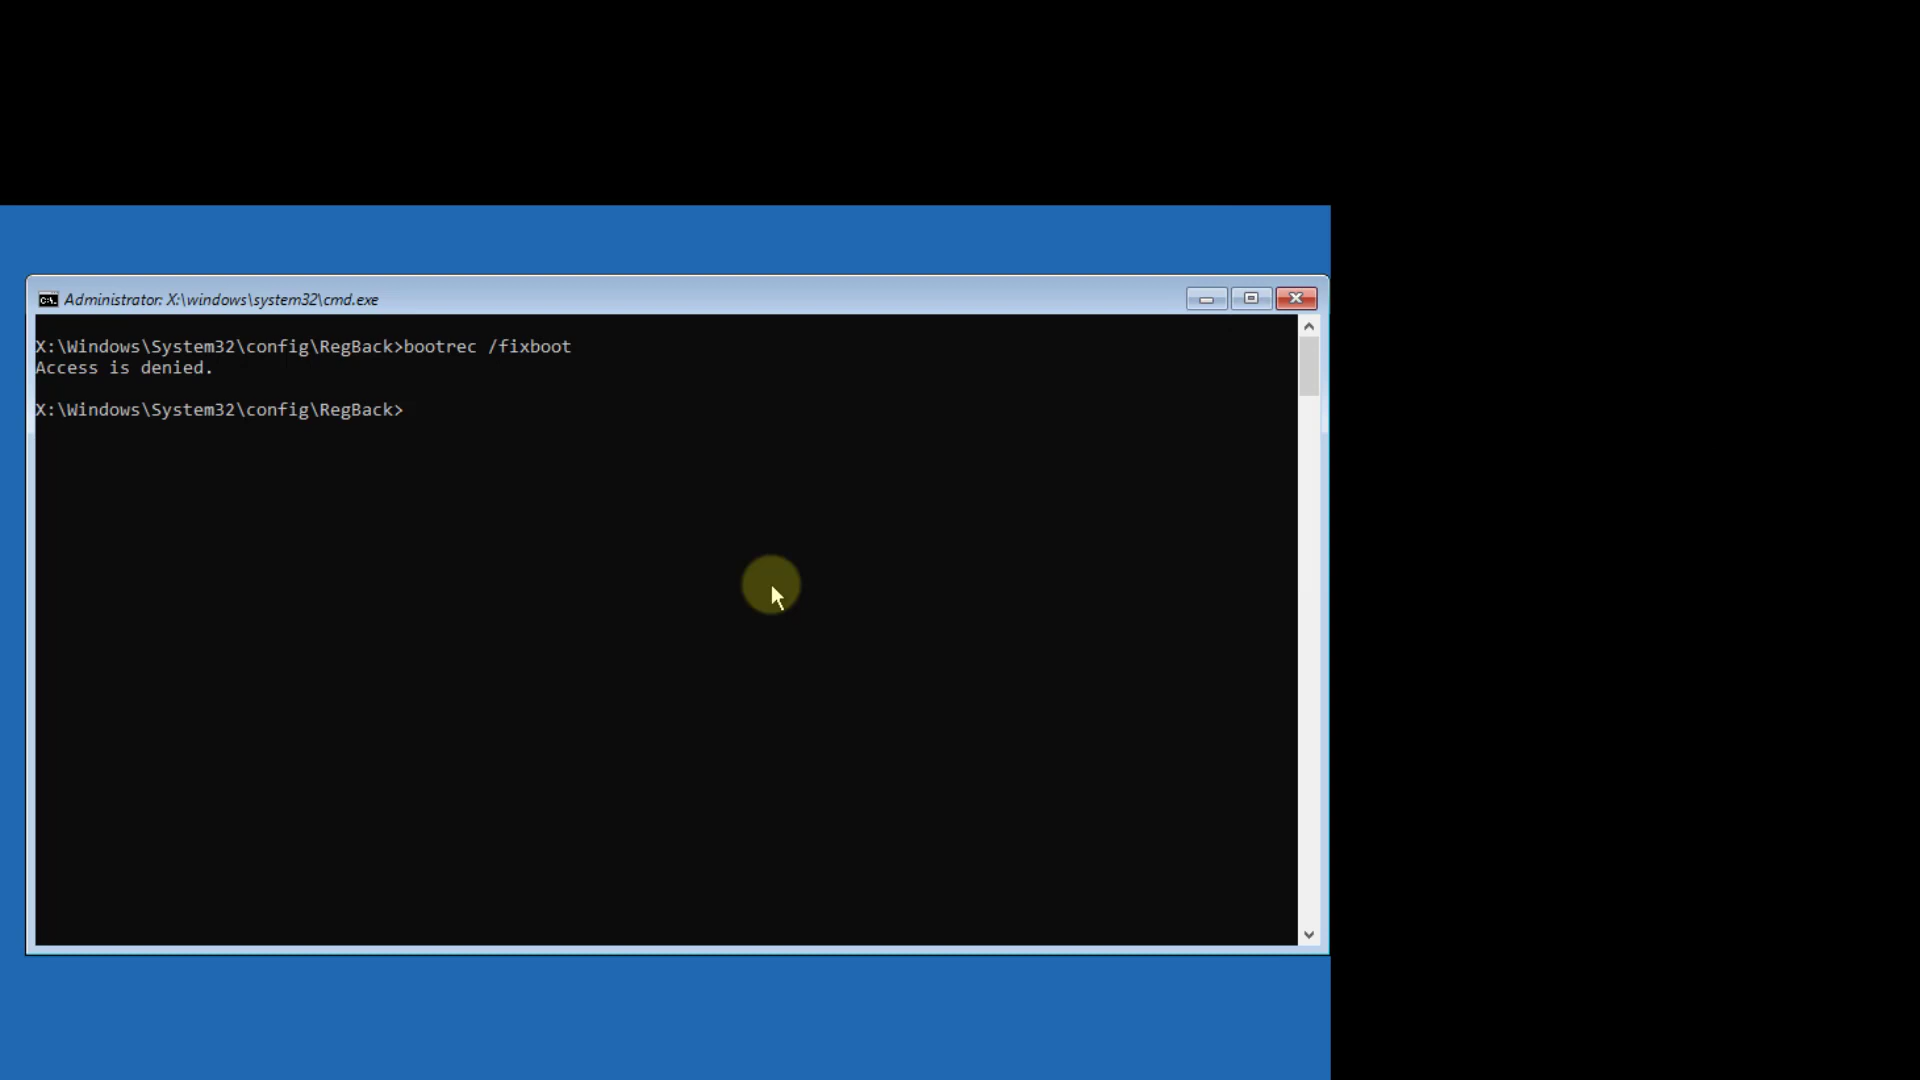 Administrator: X:\windows\system32\cmd.exe
X:\Windows\System32\config\RegBack>bootrec /fixboot
Access is denied.
X:\Windows\System32\config\RegBack>